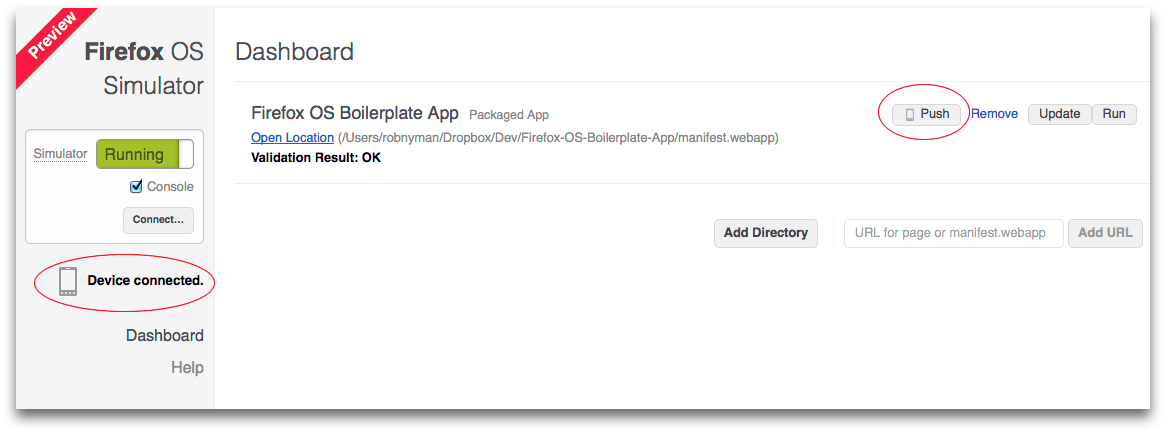 Preview
Firefox OS
Simulator
Simulator Running
Console
Connect...
Device connected.
Dashboard
Help
Dashboard
Firefox OS Boilerplate App Packaged App
Push Remove Update Run
Open Location (/Users/robnyman/Dropbox/Dev/Firefox-OS-Boilerplate-App/manifest.webapp)
Validation Result: OK
Add Directory URL for page or manifest.webapp Add URL